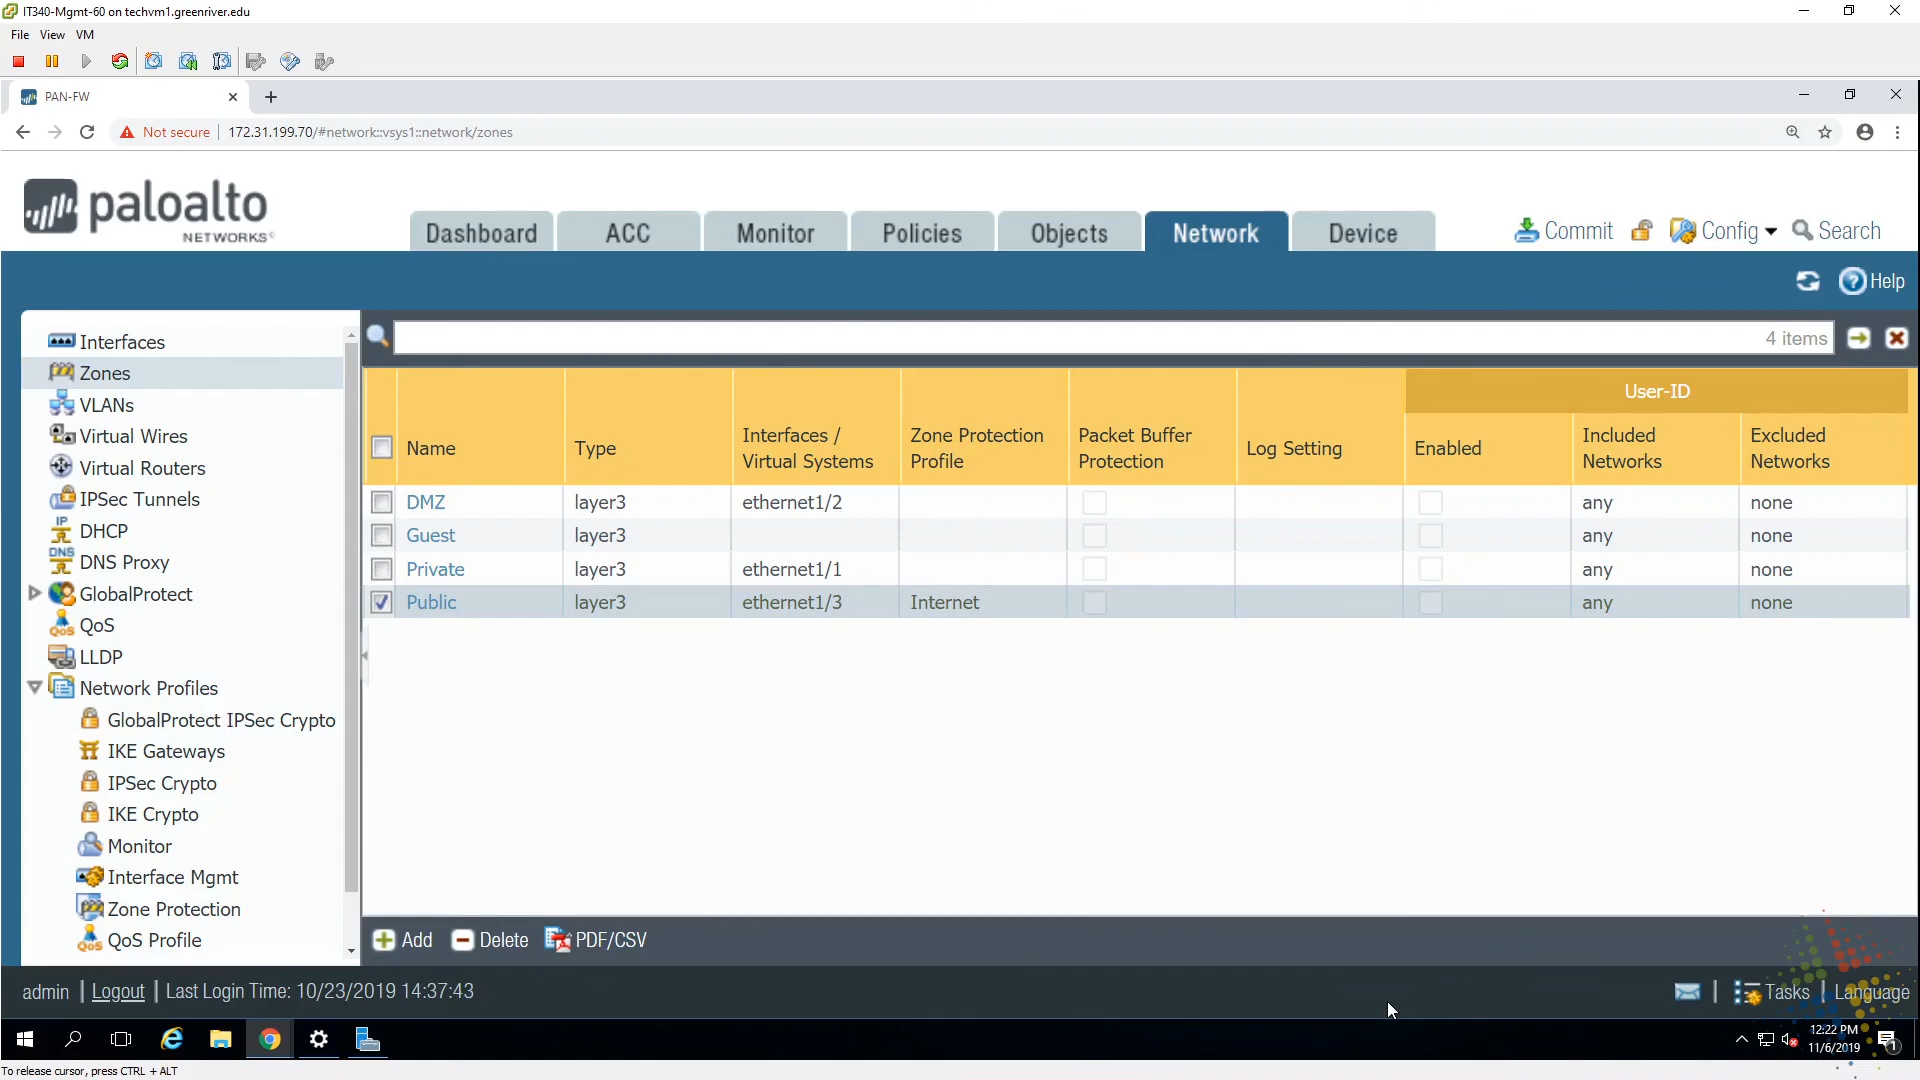 IT340-Mgmt-60 on techvm1.greenriver.edu
File View VM
PAN-FW
Not secure 172.31.199.70/#network::vsys1::network/zones
paloalto
NETWORKS
Dashboard ACC Monitor Policies Objects Network Device Commit Config Search
Help
4 items
Interfaces
Zones
VLANs
Virtual Wires
Virtual Routers
IPSec Tunnels
DHCP
DNS Proxy
GlobalProtect
QoS
LLDP
Network Profiles
GlobalProtect IPSec Crypto
IKE Gateways
IPSec Crypto
IKE Crypto
Monitor
Interface Mgmt
Zone Protection
QoS Profile
User-ID
Name Type Interfaces / Virtual Systems Zone Protection Profile Packet Buffer Protection Log Setting Enabled Included Networks Excluded Networks
DMZ layer3 ethernet1/2 any none
Guest layer3 any none
Private layer3 ethernet1/1 any none
Public layer3 ethernet1/3 Internet any none
Add Delete PDF/CSV
admin | Logout | Last Login Time: 10/23/2019 14:37:43
Tasks | Language
12:22 PM
11/6/2019
1
To release cursor, press CTRL + ALT